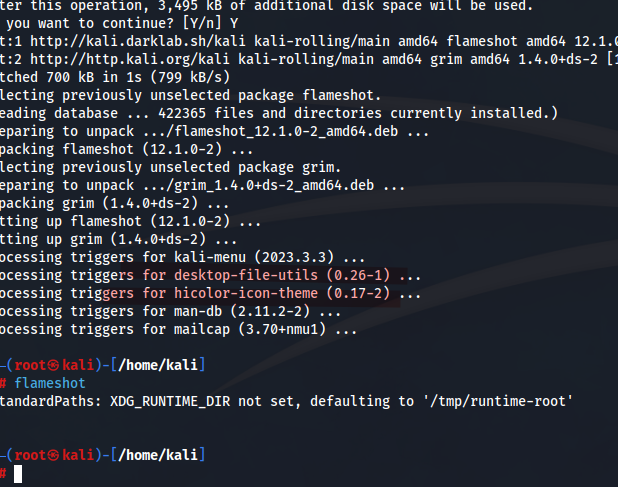 ter this operation, 3,495 kB of additional disk space will be used.
you want to continue? [Y/n] Y
t:1 http://kali.darklab.sh/kali kali-rolling/main amd64 flameshot amd64 12.1.0
t:2 http://http.kali.org/kali kali-rolling/main amd64 grim amd64 1.4.0+ds-2 [1
tched 700 kB in 1s (799 kB/s)
lecting previously unselected package flameshot.
eading database ... 422365 files and directories currently installed.)
eparing to unpack .../flameshot_12.1.0-2_amd64.deb ...
packing flameshot (12.1.0-2) ...
lecting previously unselected package grim.
eparing to unpack .../grim_1.4.0+ds-2_amd64.deb ...
packing grim (1.4.0+ds-2) ...
tting up flameshot (12.1.0-2) ...
tting up grim (1.4.0+ds-2) ...
ocessing triggers for kali-menu (2023.3.3) ...
ocessing triggers for desktop-file-utils (0.26-1) ...
ocessing triggers for hicolor-icon-theme (0.17-2) ...
ocessing triggers for man-db (2.11.2-2) ...
ocessing triggers for mailcap (3.70+nmu1) ...
─(root㉿kali)-[/home/kali]
# flameshot
tandardPaths: XDG_RUNTIME_DIR not set, defaulting to '/tmp/runtime-root'
─(root㉿kali)-[/home/kali]
#